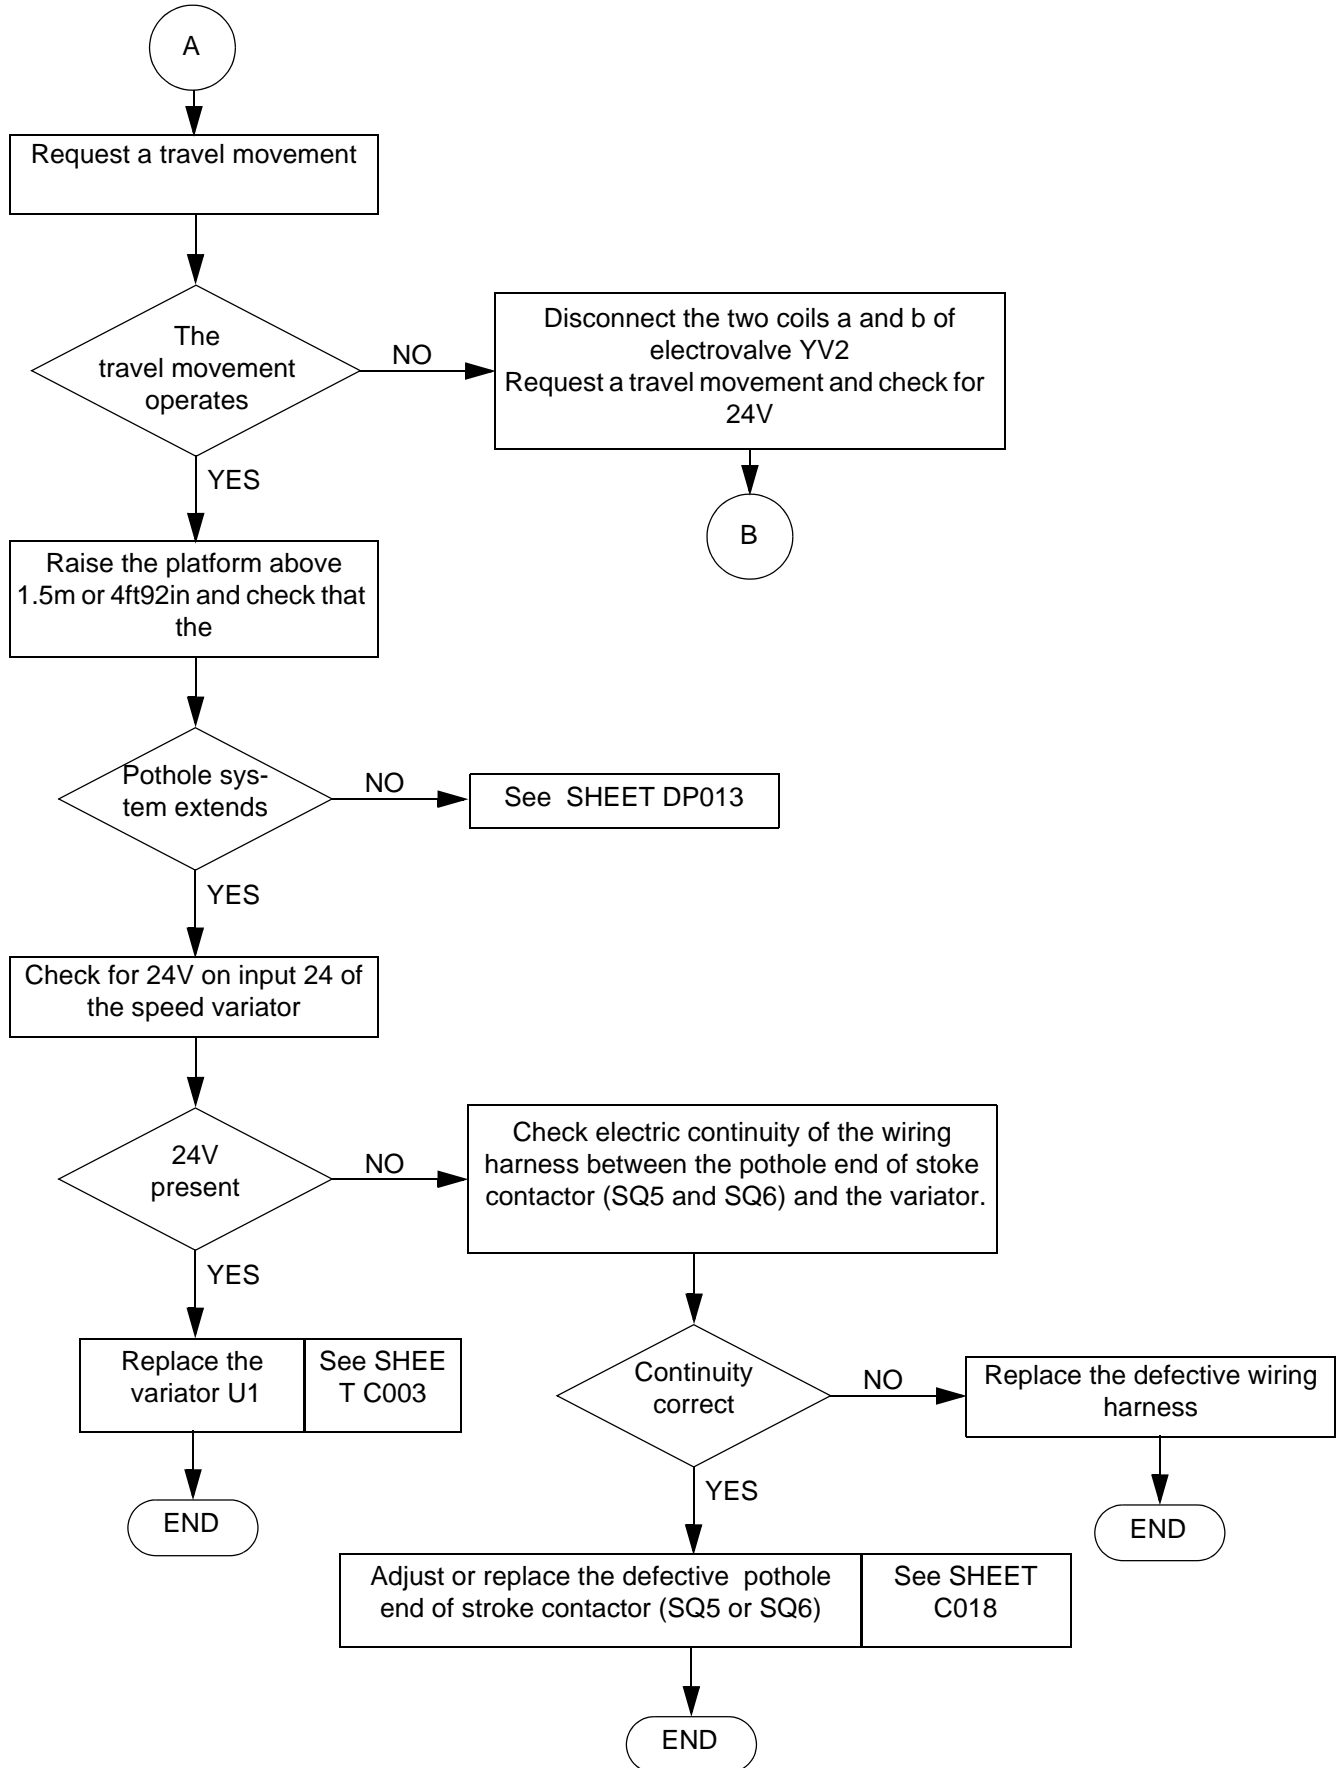 A
Request a travel movement
The
travel movement
operates
NO
Disconnect the two coils a and b of
electrovalve YV2
Request a travel movement and check for
24V
B
YES
Raise the platform above
1.5m or 4ft92in and check that
the
Pothole sys-
tem extends
NO
See SHEET DP013
YES
Check for 24V on input 24 of
the speed variator
24V
present
NO
Check electric continuity of the wiring
harness between the pothole end of stoke
contactor (SQ5 and SQ6) and the variator.
YES
Replace the
variator U1
See SHEE
T C003
END
Continuity
correct
NO
Replace the defective wiring
harness
END
YES
Adjust or replace the defective pothole
end of stroke contactor (SQ5 or SQ6)
See SHEET
C018
END